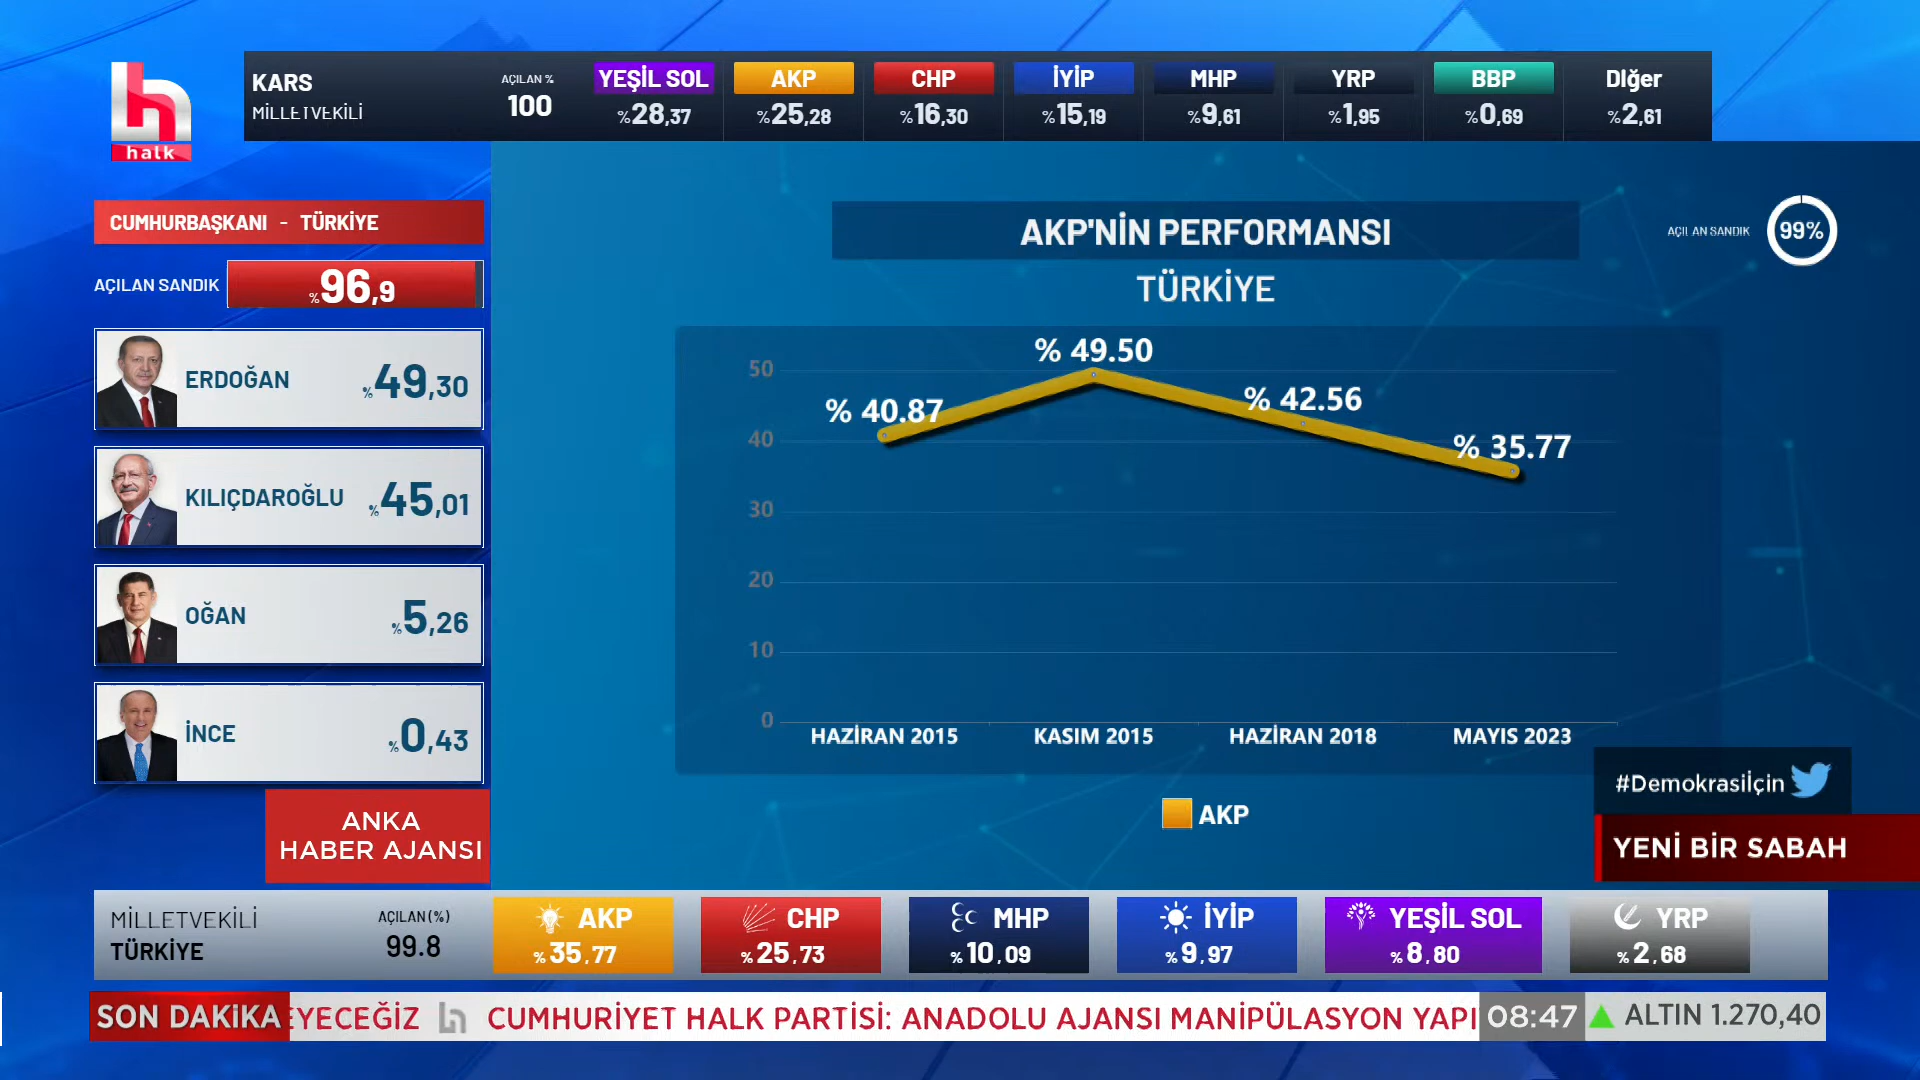 halk
KARS
MİLLETVEKİLİ
AÇILAN %
100
YEŞİL SOL
%28,37
AKP
%25,28
CHP
%16,30
İYİP
%15,19
MHP
%9,61
YRP
%1,95
BBP
%0,69
Dİğer
%2,61
CUMHURBAŞKANI - TÜRKİYE
AÇILAN SANDIK %96,9
ERDOĞAN %49,30
KILIÇDAROĞLU %45,01
OĞAN %5,26
İNCE %0,43
ANKA
HABER AJANSI
AKP'NİN PERFORMANSI
TÜRKİYE
AÇILAN SANDIK 99%
50
40
30
20
10
0
% 40.87
% 49.50
% 42.56
% 35.77
HAZİRAN 2015 KASIM 2015 HAZİRAN 2018 MAYIS 2023
AKP
#Demokrasiİçin
YENİ BİR SABAH
MİLLETVEKİLİ
TÜRKİYE
AÇILAN(%)
99.8
AKP
%35,77
CHP
%25,73
MHP
%10,09
İYİP
%9,97
YEŞİL SOL
%8,80
YRP
%2,68
SON DAKİKA EYECEĞİZ CUMHURİYET HALK PARTİSİ: ANADOLU AJANSI MANİPÜLASYON YAPI 08:47 ALTIN 1.270,40